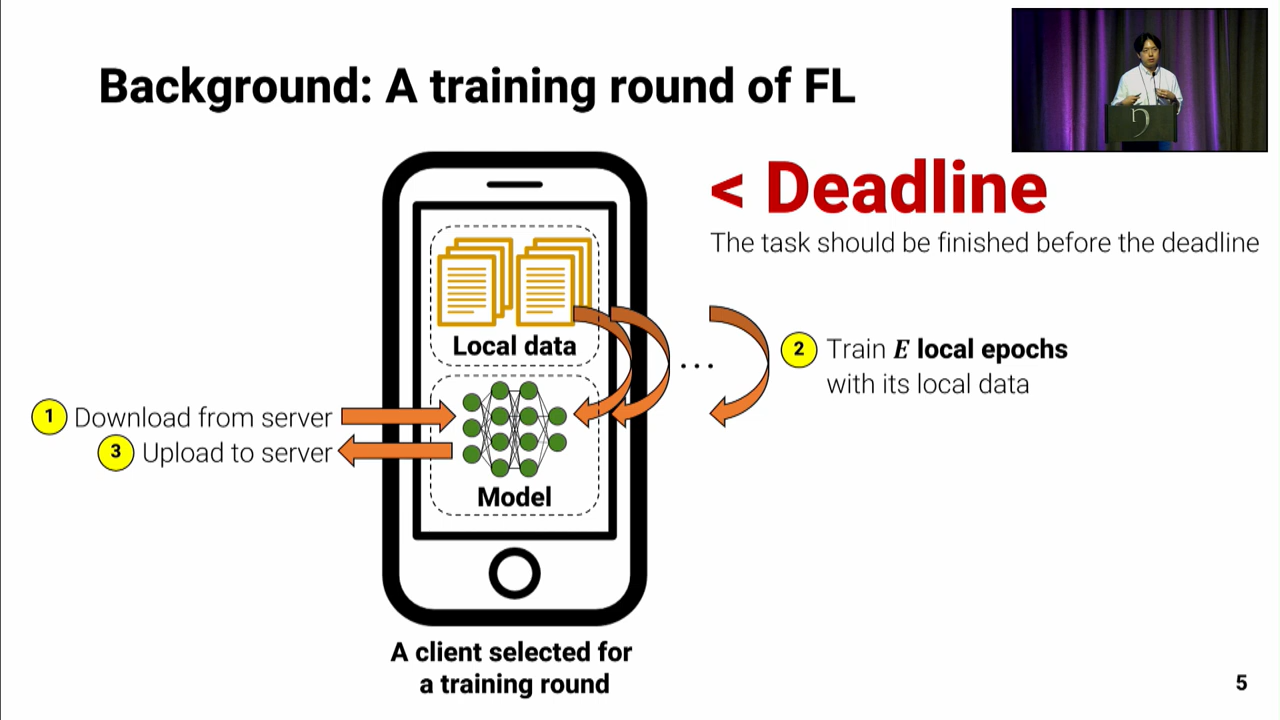 Background: A training round of FL
< Deadline
The task should be finished before the deadline
Local data
...
2 Train E local epochs
with its local data
1 Download from server
3 Upload to server
Model
A client selected for
a training round
5